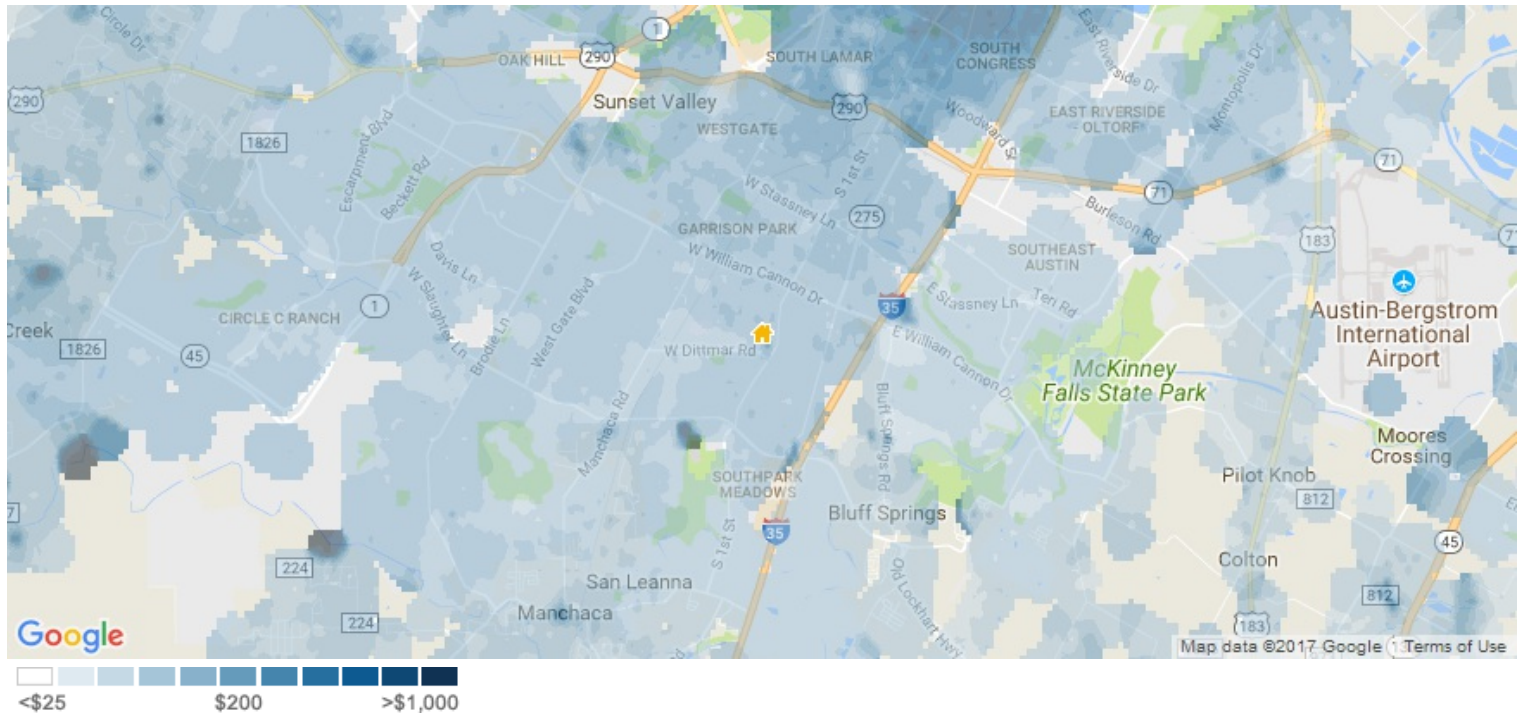 Circle Dr
1
East Riverside Dr
OAK HILL
290
SOUTH LAMAR
SOUTH
CONGRESS
Montopolis Dr
290
Sunset Valley
290
EAST RIVERSIDE
- OLTORF
WESTGATE
Woodward St
1826
Escarpment Blvd
Beckett Rd
S 1st St
71
W Stassney Ln
71
275
Burleson Rd
GARRISON PARK
183
71
SOUTHEAST
AUSTIN
Davis Ln
W William Cannon Dr
W Slaughter Ln
35
E Stassney Ln
Teri Rd
Austin-Bergstrom
International
Airport
CIRCLE C RANCH
1
Brodie Ln
West Gate Blvd
Creek
1826
45
W Dittmar Rd
E William Cannon Dr
McKinney
Falls State Park
Manchaca Rd
Bluff Springs Rd
Moores
Crossing
SOUTHPARK
MEADOWS
Pilot Knob
812
7
Bluff Springs
35
S 1st St
45
224
San Leanna
Old Lockhart Hwy
Colton
812
Manchaca
224
183
Google
Map data ©2017 Google
Terms of Use
<$25
$200
>$1,000